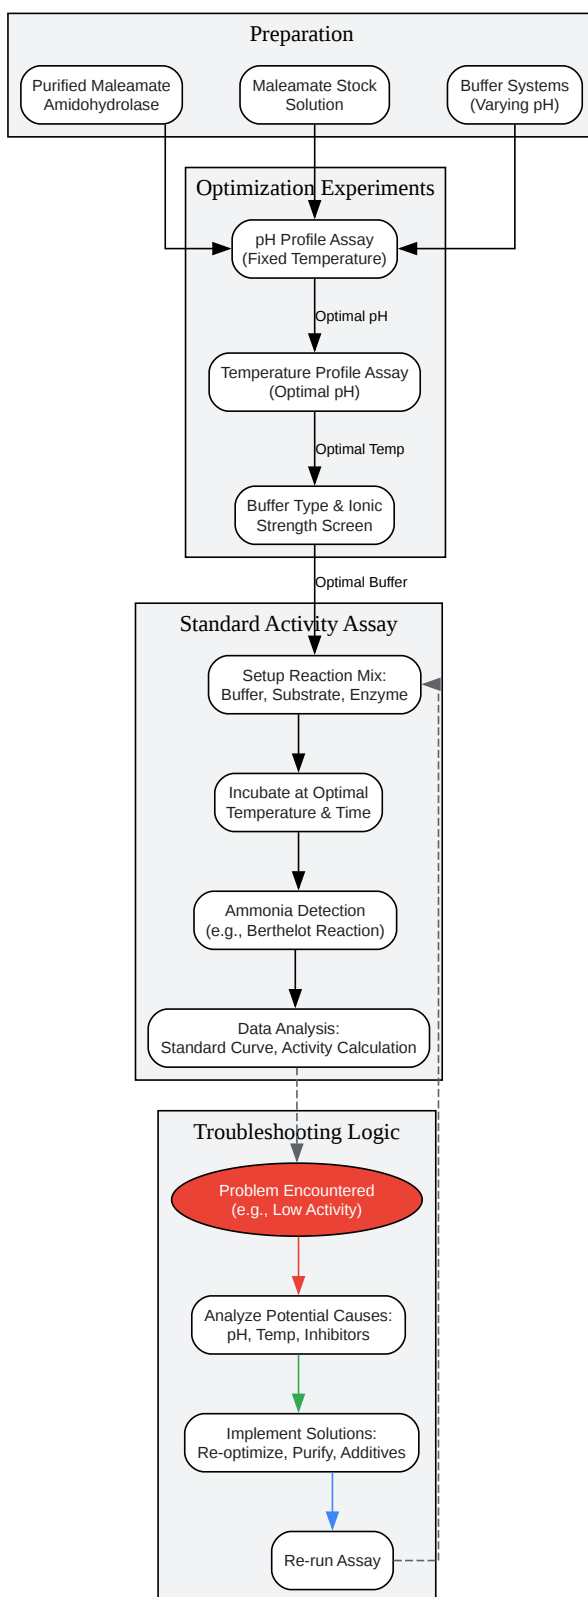 Preparation
Purified Maleamate
Amidohydrolase
Maleamate Stock
Solution
Buffer Systems
(Varying pH)
Optimization Experiments
pH Profile Assay
(Fixed Temperature)
Optimal pH
Temperature Profile Assay
(Optimal pH)
Optimal Temp
Buffer Type & Ionic
Strength Screen
Optimal Buffer
Standard Activity Assay
Setup Reaction Mix:
Buffer, Substrate, Enzyme
Incubate at Optimal
Temperature & Time
Ammonia Detection
(e.g., Berthelot Reaction)
Data Analysis:
Standard Curve, Activity Calculation
Troubleshooting Logic
Problem Encountered
(e.g., Low Activity)
Analyze Potential Causes:
pH, Temp, Inhibitors
Implement Solutions:
Re-optimize, Purify, Additives
Re-run Assay